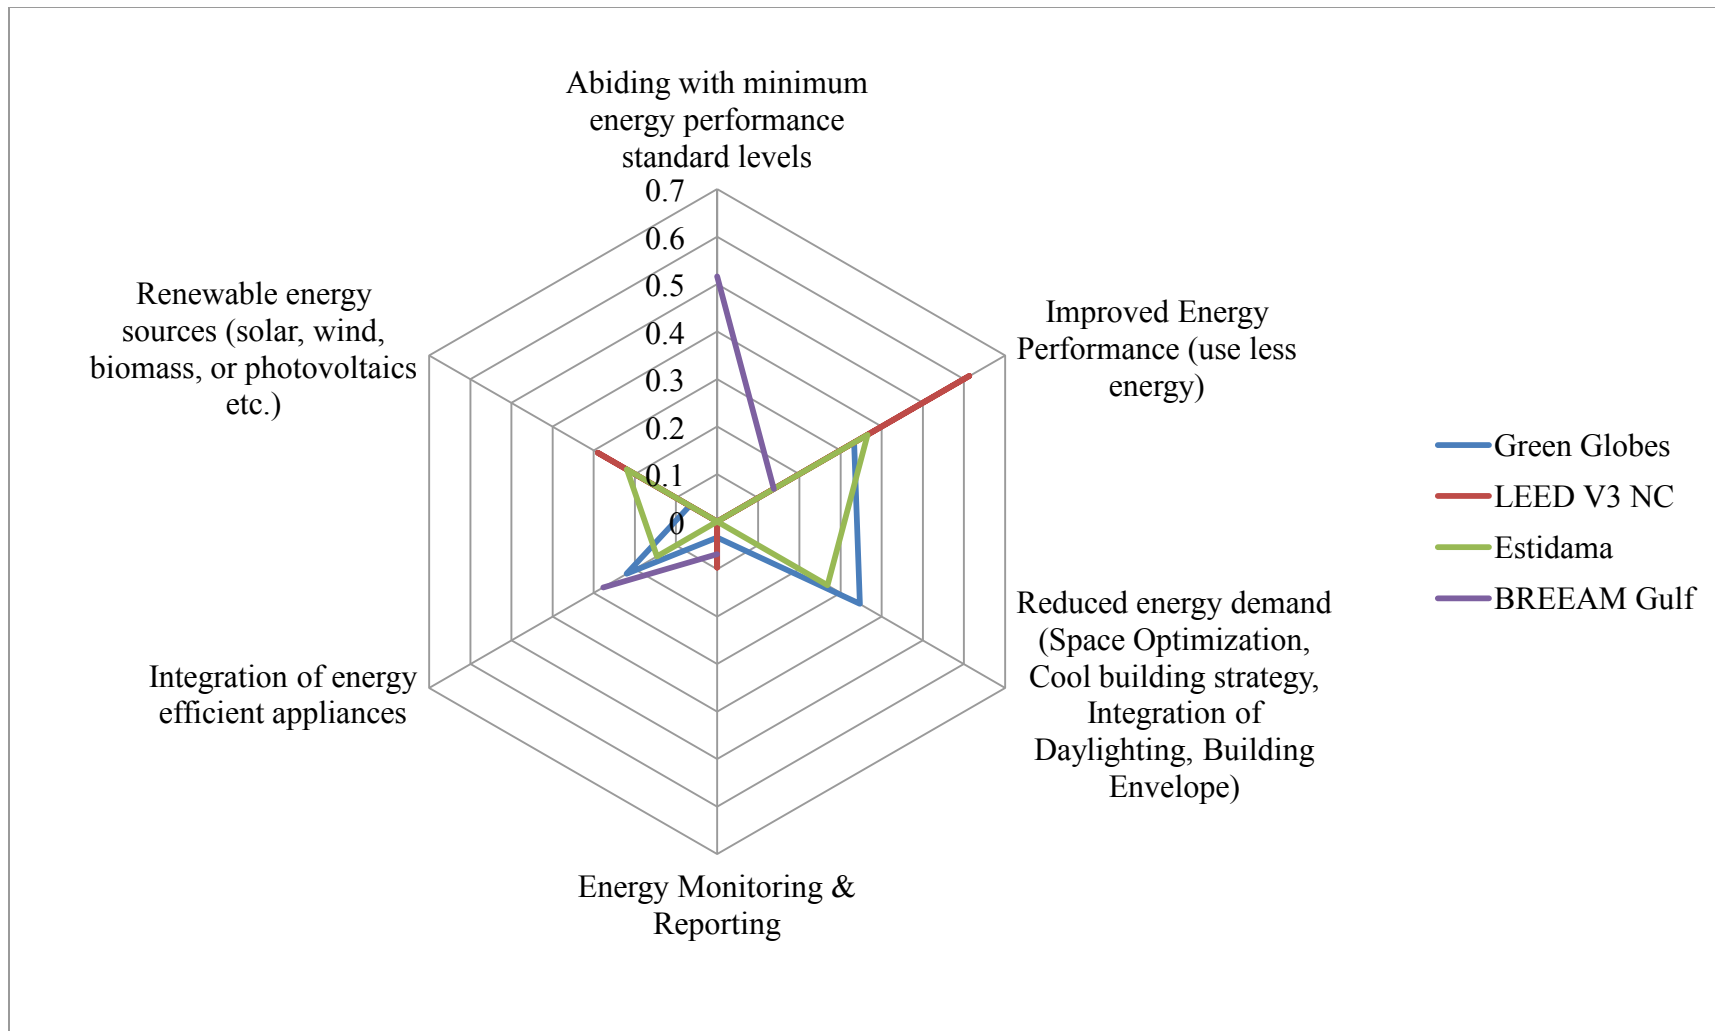 Abiding with minimum
energy performance
standard levels
0.7
0.6
0.5
0.4
0.3
0.2
0.1
0
Improved Energy
Performance (use less
energy)
Reduced energy demand
(Space Optimization,
Cool building strategy,
Integration of
Daylighting, Building
Envelope)
Energy Monitoring &
Reporting
Integration of energy
efficient appliances
Renewable energy
sources (solar, wind,
biomass, or photovoltaics
etc.)
Green Globes
LEED V3 NC
Estidama
BREEAM Gulf